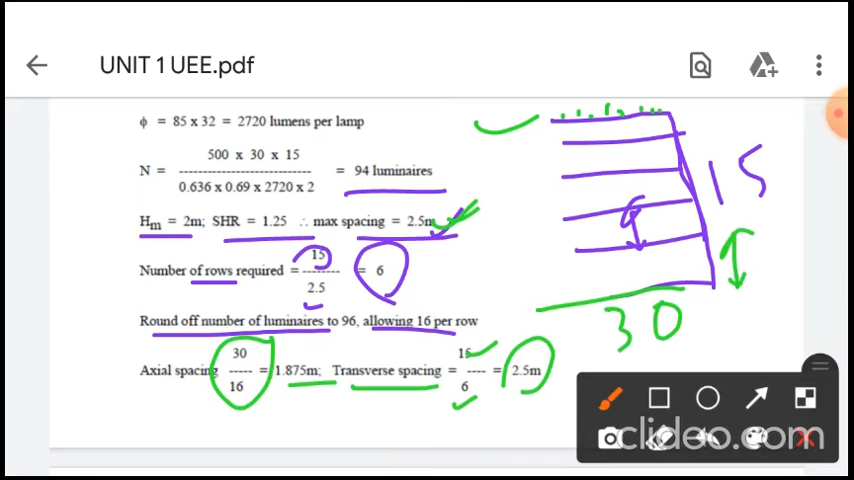 UNIT 1 UEE.pdf
ϕ = 85 x 32 = 2720 lumens per lamp
500 x 30 x 15
N = ---------------------------- = 94 luminaires
0.636 x 0.69 x 2720 x 2
Hm = 2m; SHR = 1.25 ∴ max spacing = 2.5m
15
Number of rows required = -------- = 6
2.5
Round off number of luminaires to 96, allowing 16 per row
30 15
Axial spacing ----- = 1.875m; Transverse spacing = ---- = 2.5m
16 6
15
30
clideo.com